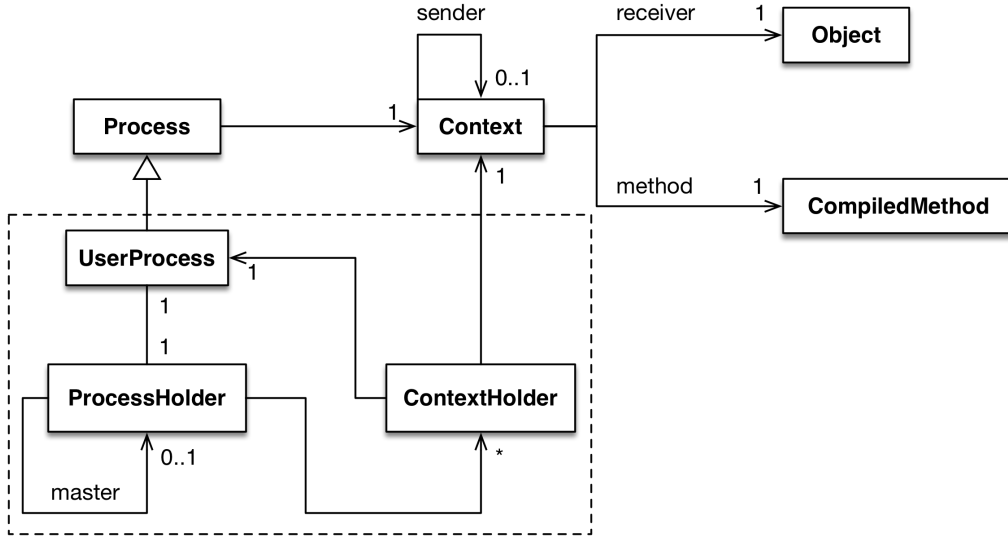 sender
receiver
1
Object
0..1
Process
1
Context
1
method
1
CompiledMethod
UserProcess
1
1
1
ProcessHolder
ContextHolder
0..1
*
master